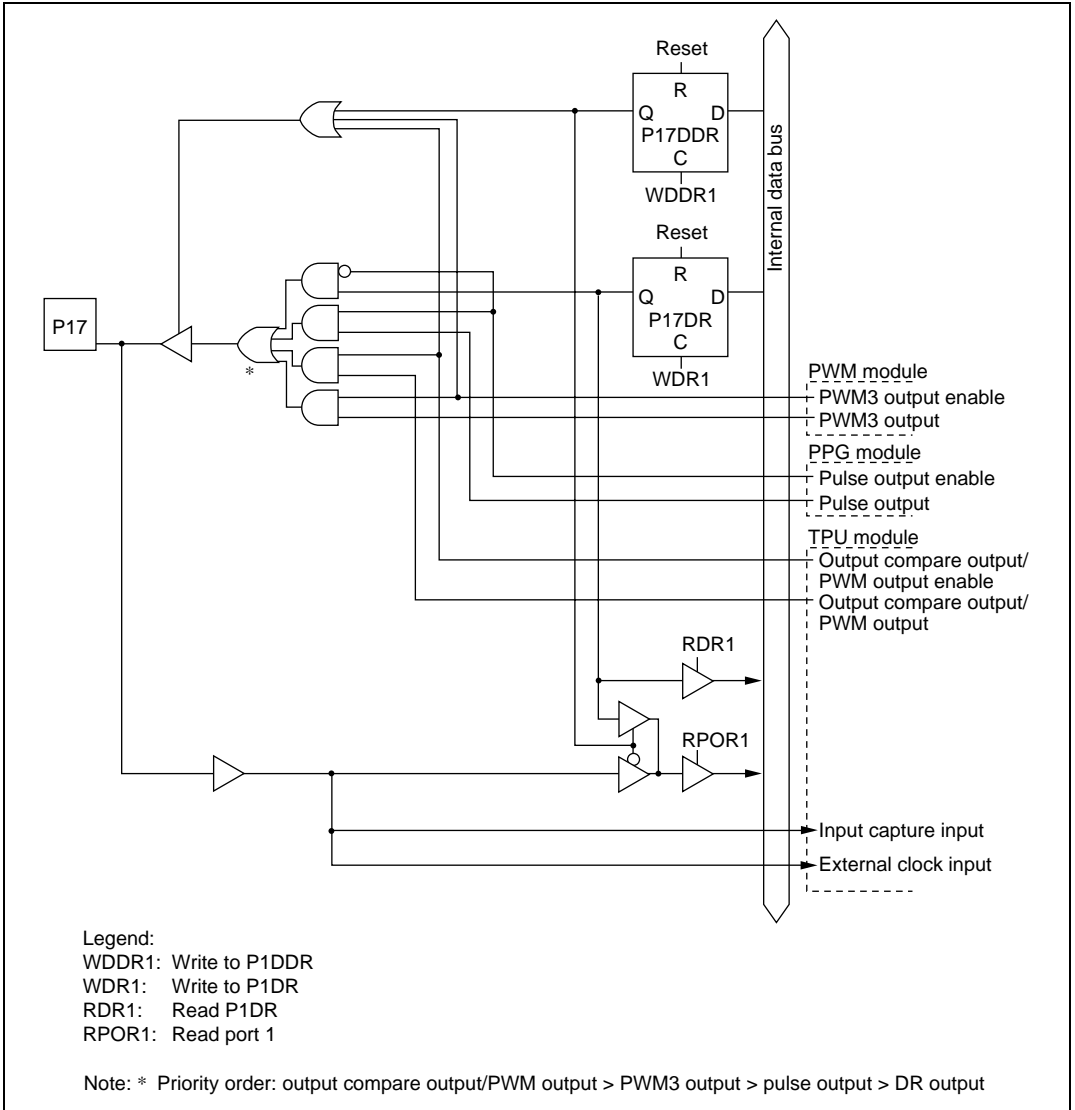 Reset
R
Q D
P17DDR
C
WDDR1
Internal data bus
Reset
R
Q D
P17DR
C
WDR1
P17
*
PWM module
PWM3 output enable
PWM3 output
PPG module
Pulse output enable
Pulse output
TPU module
Output compare output/
PWM output enable
Output compare output/
PWM output
RDR1
RPOR1
Input capture input
External clock input
Legend:
WDDR1: Write to P1DDR
WDR1: Write to P1DR
RDR1: Read P1DR
RPOR1: Read port 1
Note: * Priority order: output compare output/PWM output > PWM3 output > pulse output > DR output